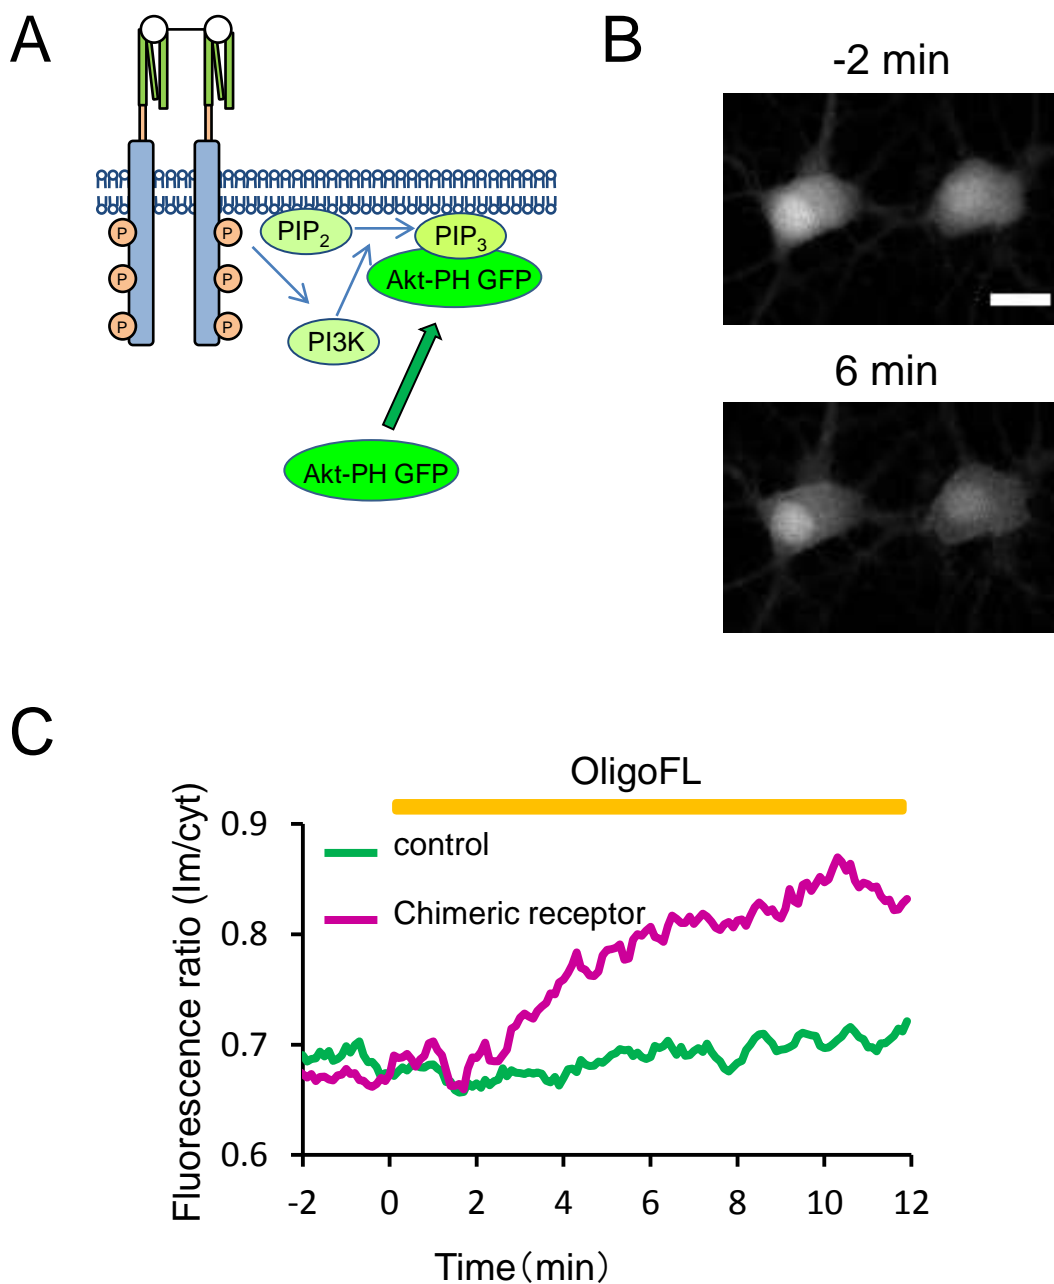 A
P
P
P
P
P
P
PIP2
PIP3
Akt-PH GFP
PI3K
Akt-PH GFP
B
-2 min
6 min
C
OligoFL
Fluorescence ratio (Im/cyt)
0.9
0.8
0.7
0.6
control
Chimeric receptor
-2 0 2 4 6 8 10 12
Time(min)